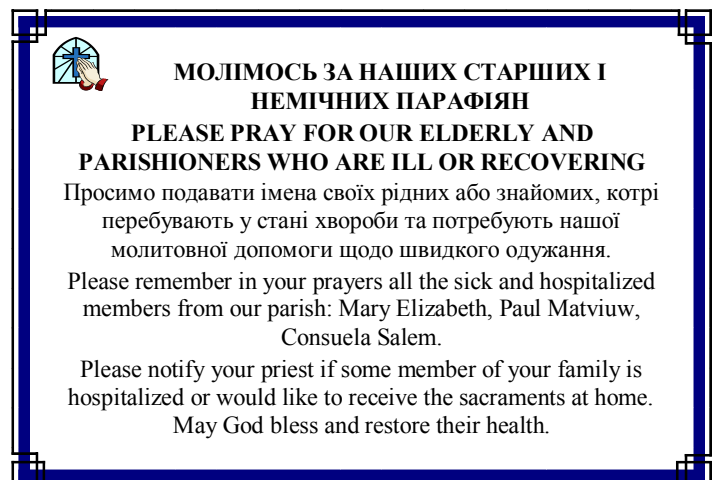 МОЛІМОСЬ ЗА НАШИХ СТАРШИХ І
НЕМІЧНИХ ПАРАФІЯН
PLEASE PRAY FOR OUR ELDERLY AND
PARISHIONERS WHO ARE ILL OR RECOVERING
Просимо подавати імена своїх рідних або знайомих, котрі
перебувають у стані хвороби та потребують нашої
молитовної допомоги щодо швидкого одужання.
Please remember in your prayers all the sick and hospitalized
members from our parish: Mary Elizabeth, Paul Matviuw,
Consuela Salem.
Please notify your priest if some member of your family is
hospitalized or would like to receive the sacraments at home.
May God bless and restore their health.